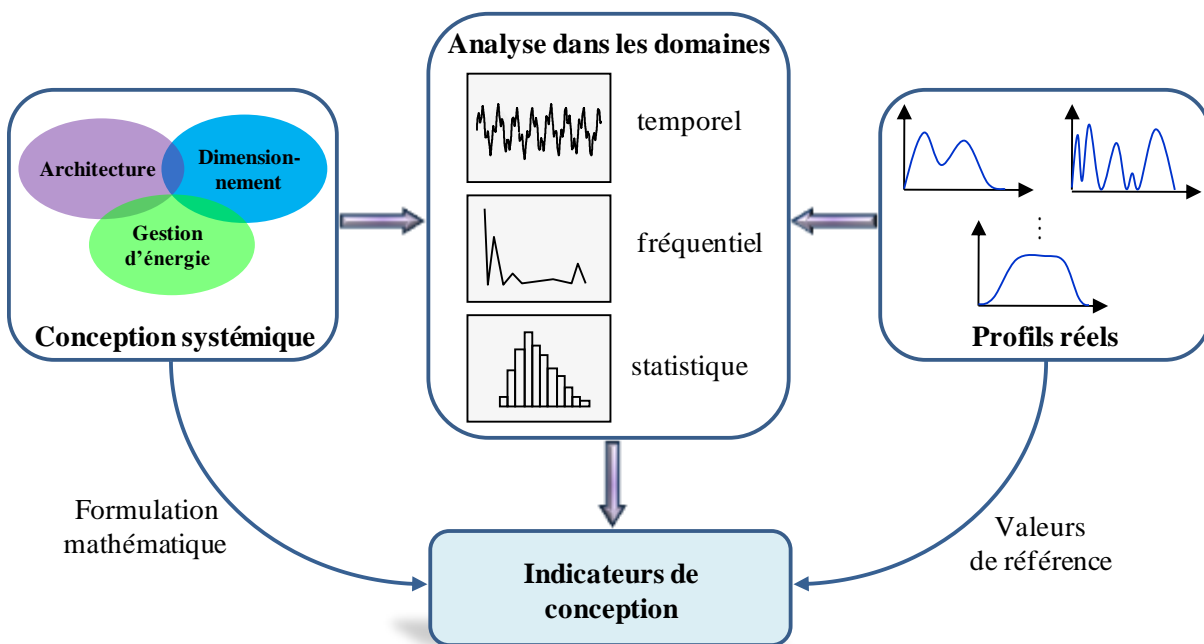 Analyse dans les domaines
temporel
fréquentiel
statistique
Architecture
Dimension-
nement
Gestion
d’énergie
Conception systémique
Profils réels
Formulation
mathématique
Valeurs
de référence
Indicateurs de
conception